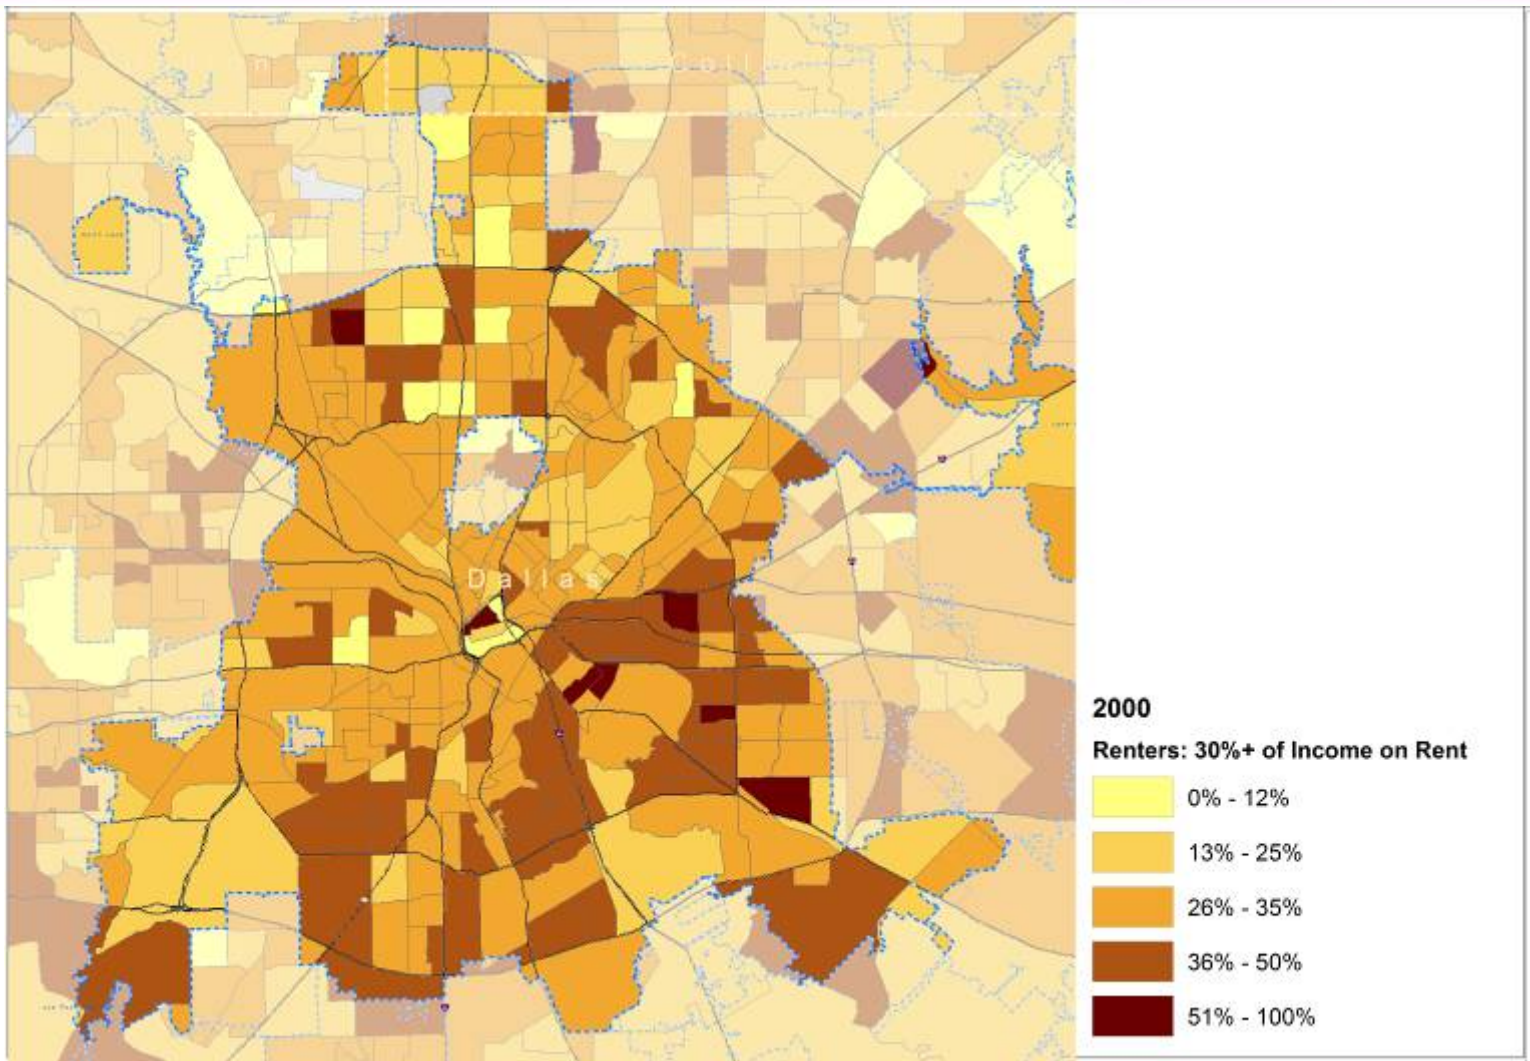 Dallas
2000
Renters: 30%+ of Income on Rent
0% - 12%
13% - 25%
26% - 35%
36% - 50%
51% - 100%